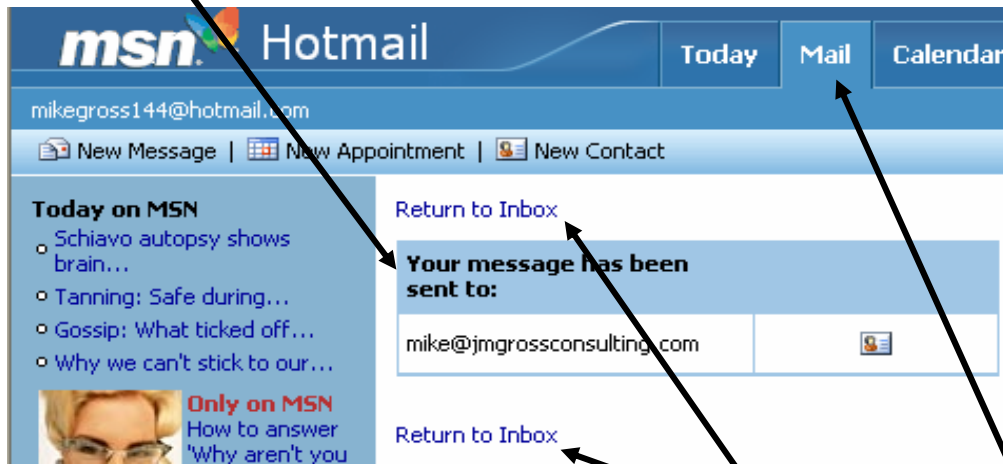 msn Hotmail
Today Mail Calendar
mikegross144@hotmail.com
New Message | New Appointment | New Contact
Today on MSN
Schiavo autopsy shows
brain...
Tanning: Safe during...
Gossip: What ticked off...
Why we can't stick to our...
Only on MSN
How to answer
'Why aren't you
Return to Inbox
Your message has been
sent to:
mike@jmgrossconsulting.com
Return to Inbox